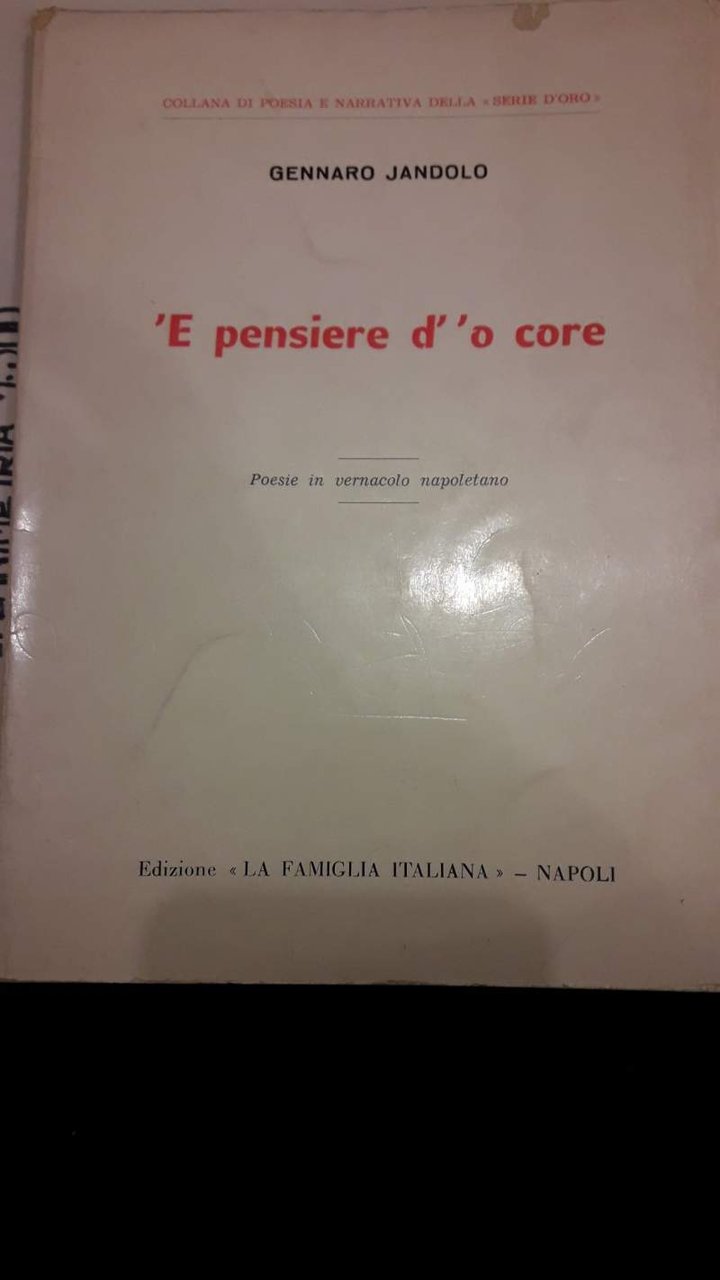 COLLANA DI POESIA E NARRATIVA DELLA « SERIE D'ORO »
GENNARO JANDOLO
'E pensiere d' 'o core
Poesie in vernacolo napoletano
Edizione « LA FAMIGLIA ITALIANA » – NAPOLI